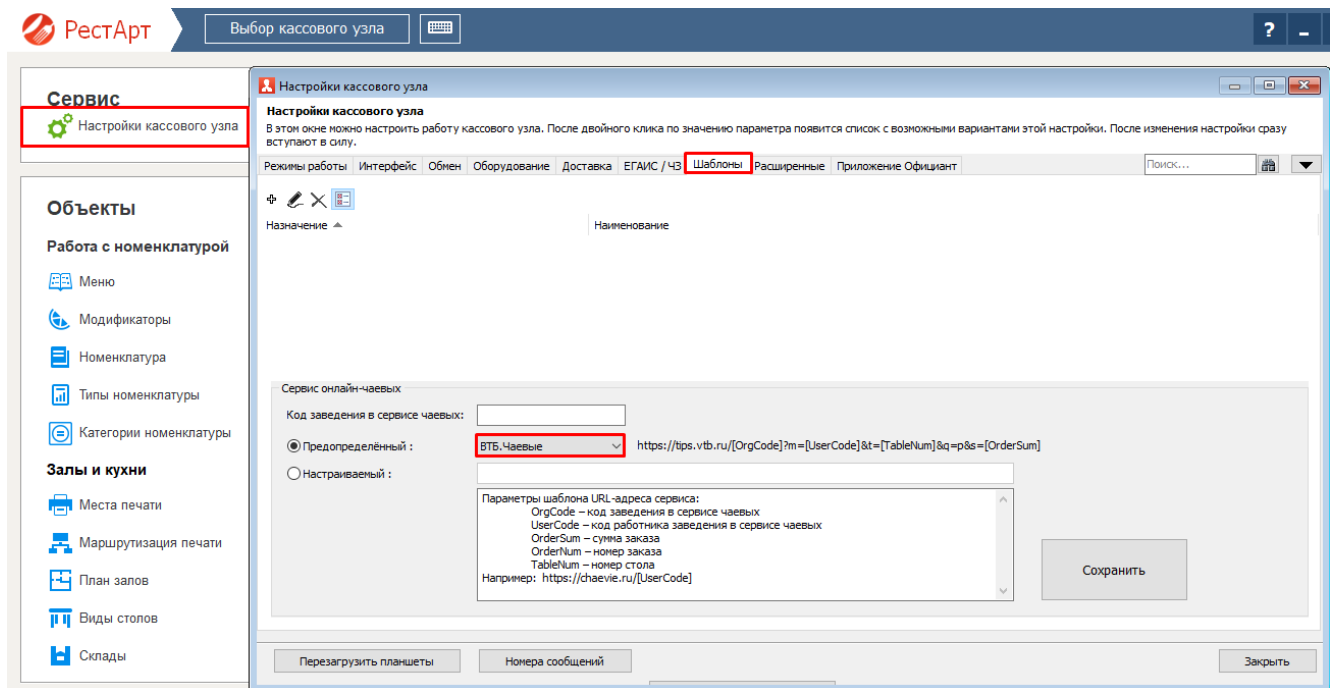 РестАрт
Выбор кассового узла
?
Сервис
Настройки кассового узла
Объекты
Работа с номенклатурой
Меню
Модификаторы
Номенклатура
Типы номенклатуры
Категории номенклатуры
Залы и кухни
Места печати
Маршрутизация печати
План залов
Виды столов
Склады
Настройки кассового узла
Настройки кассового узла
В этом окне можно настроить работу кассового узла. После двойного клика по значению параметра появится список с возможными вариантами этой настройки. После изменения настройки сразу
вступают в силу.
Режимы работы Интерфейс Обмен Оборудование Доставка ЕГАИС / ЧЗ Шаблоны Расширенные Приложение Официант Поиск...
Назначение Наименование
Сервис онлайн-чаевых
Код заведения в сервисе чаевых:
Предопределённый : ВТБ.Чаевые https://tips.vtb.ru/[OrgCode]?m=[UserCode]&t=[TableNum]&q=p&s=[OrderSum]
Настраиваемый :
Параметры шаблона URL-адреса сервиса:
OrgCode – код заведения в сервисе чаевых
UserCode – код работника заведения в сервисе чаевых
OrderSum – сумма заказа
OrderNum – номер заказа
TableNum – номер стола
Например: https://chaevie.ru/[UserCode]
Сохранить
Перезагрузить планшеты Номера сообщений Закрыть